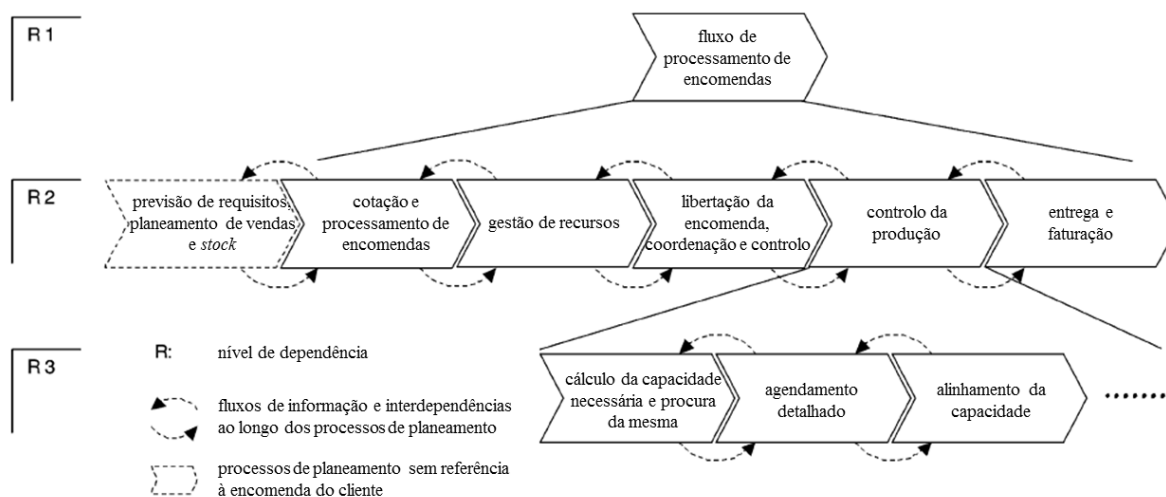 R 1
fluxo de
processamento de
encomendas
R 2
previsão de requisitos,
planeamento de vendas
e stock
cotação e
processamento de
encomendas
gestão de recursos
libertação da
encomenda,
coordenação e controlo
controlo da
produção
entrega e
faturação
R 3
cálculo da capacidade
necessária e procura
da mesma
agendamento
detalhado
alinhamento da
capacidade
.......
R: nível de dependência
fluxos de informação e interdependências
ao longo dos processos de planeamento
processos de planeamento sem referência
à encomenda do cliente